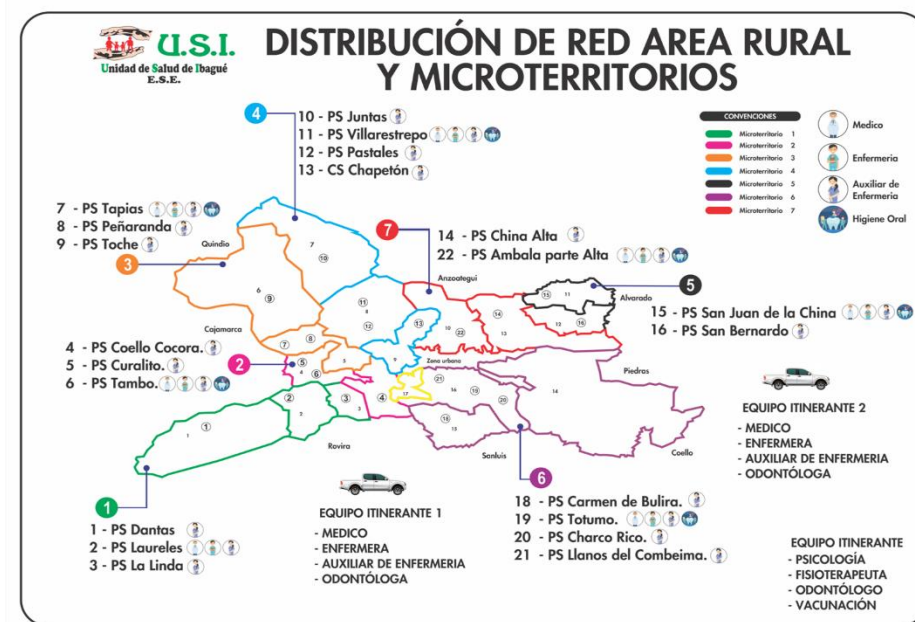 U.S.I.
Unidad de Salud de Ibagué
E.S.E.
DISTRIBUCIÓN DE RED AREA RURAL
Y MICROTERRITORIOS
4
10 - PS Juntas
11 - PS Villarestrepo
12 - PS Pastales
13 - CS Chapetón
CONVENCIONES
Microterritorio 1
Microterritorio 2
Microterritorio 3
Microterritorio 4
Microterritorio 5
Microterritorio 6
Microterritorio 7
Medico
Enfermeria
Auxiliar de
Enfermeria
Higiene Oral
7 - PS Tapias
8 - PS Peñaranda
9 - PS Toche
3
7
14 - PS China Alta
22 - PS Ambala parte Alta
5
15 - PS San Juan de la China
16 - PS San Bernardo
Quindio
Anzoategui
Alvarado
Cajamarca
Zona urbana
Piedras
Rovira
Sanluis
Coello
4 - PS Coello Cocora.
5 - PS Curalito.
6 - PS Tambo.
2
1
1 - PS Dantas
2 - PS Laureles
3 - PS La Linda
EQUIPO ITINERANTE 1
- MEDICO
- ENFERMERA
- AUXILIAR DE ENFERMERIA
- ODONTÓLOGA
6
18 - PS Carmen de Bulira.
19 - PS Totumo.
20 - PS Charco Rico.
21 - PS Llanos del Combeima.
EQUIPO ITINERANTE 2
- MEDICO
- ENFERMERA
- AUXILIAR DE ENFERMERIA
- ODONTÓLOGA
EQUIPO ITINERANTE
- PSICOLOGÍA
- FISIOTERAPEUTA
- ODONTÓLOGO
- VACUNACIÓN